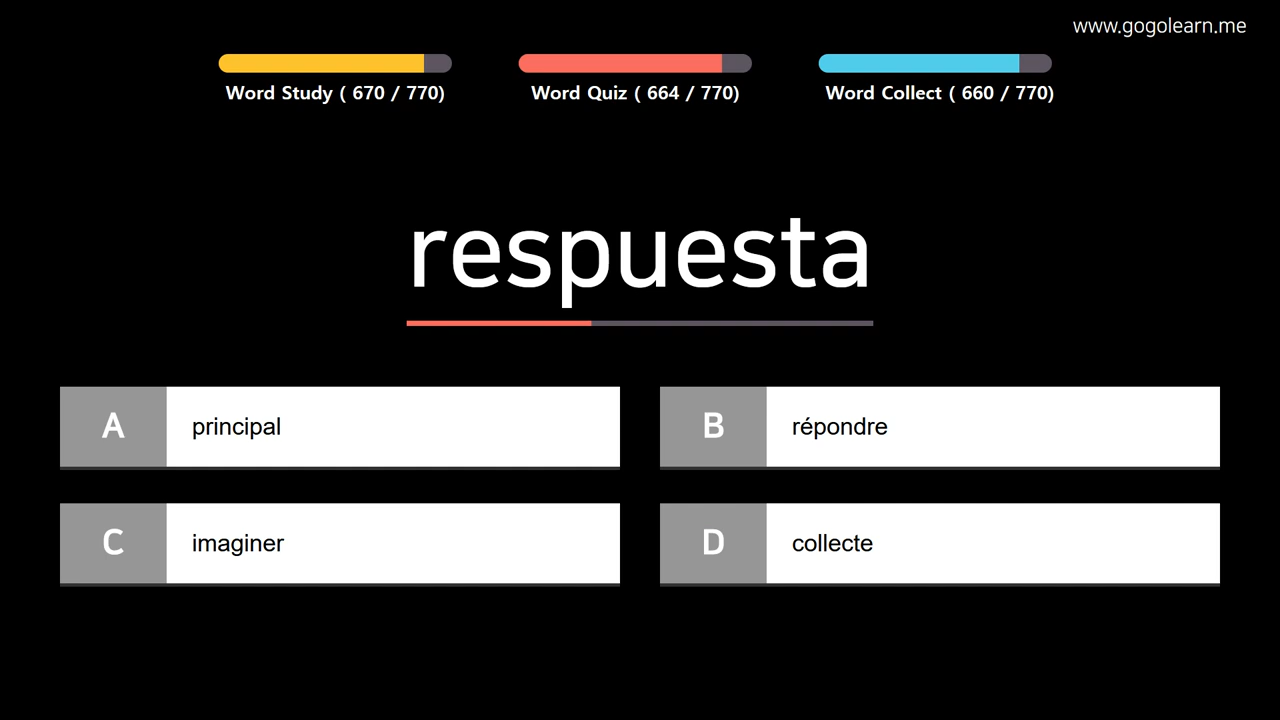 www.gogolearn.me
Word Study ( 670 / 770)
Word Quiz ( 664 / 770)
Word Collect ( 660 / 770)
respuesta
A principal
B répondre
C imaginer
D collecte